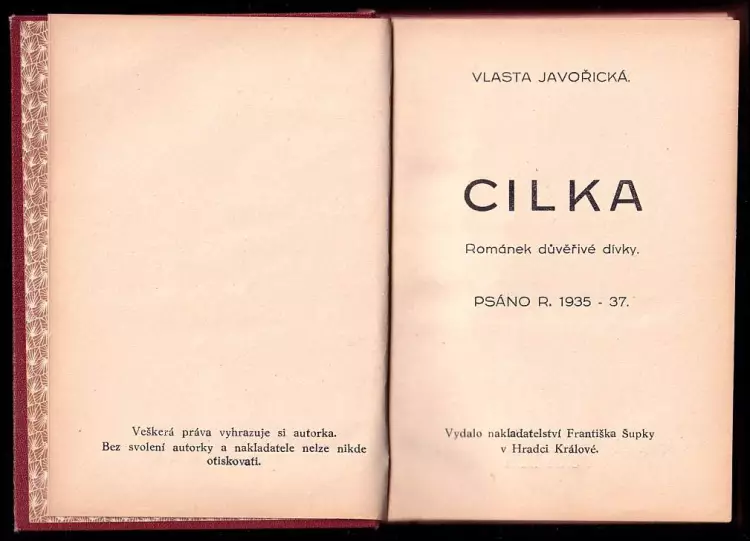 Veškerá práva vyhrazuje si autorka.
Bez svolení autorky a nakladatele nelze nikde
otiskovati.
VLASTA JAVOŘICKÁ.
CILKA
Románek důvěřivé dívky.
PSÁNO R. 1935 - 37.
Vydalo nakladatelství Františka Šupky
v Hradci Králové.